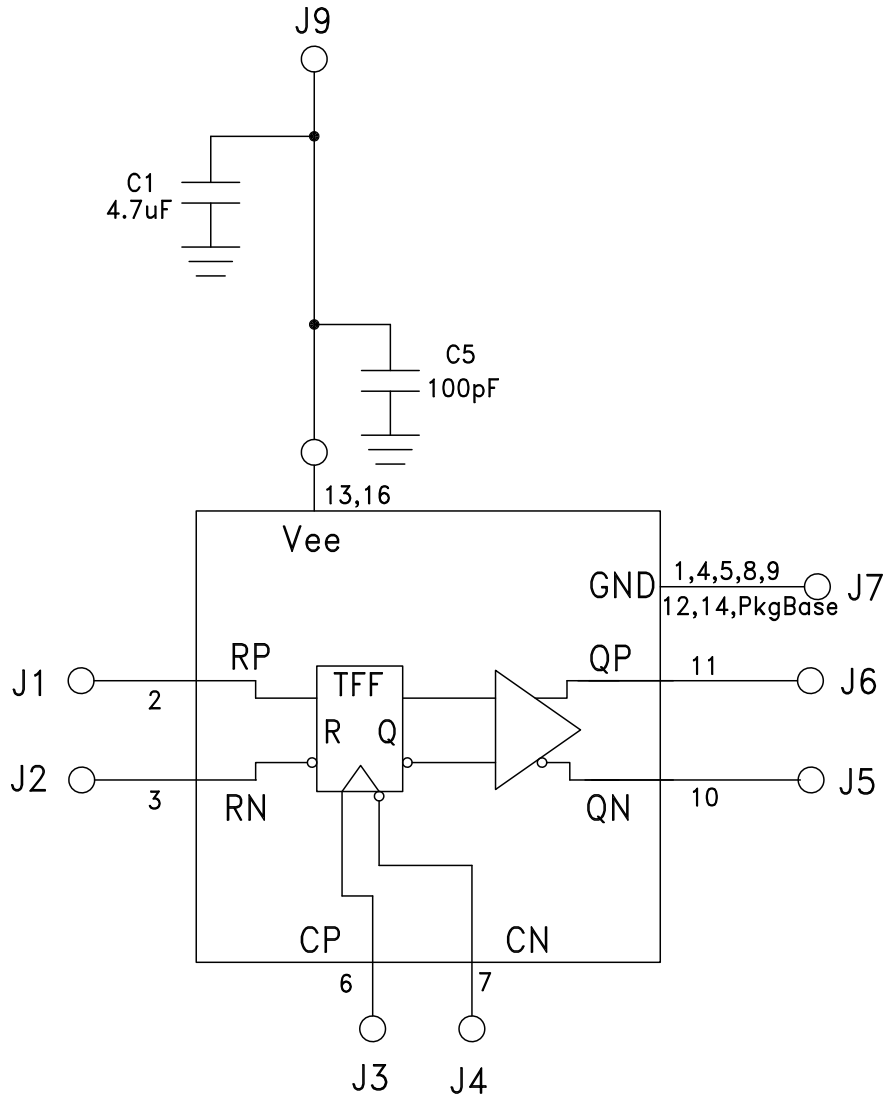 J9
C1
4.7uF
C5
100pF
13,16
Vee
GND
1,4,5,8,9
12,14,PkgBase
J7
J1
2
RP
TFF
R
Q
QP
11
J6
J2
3
RN
QN
10
J5
CP
CN
6
7
J3
J4